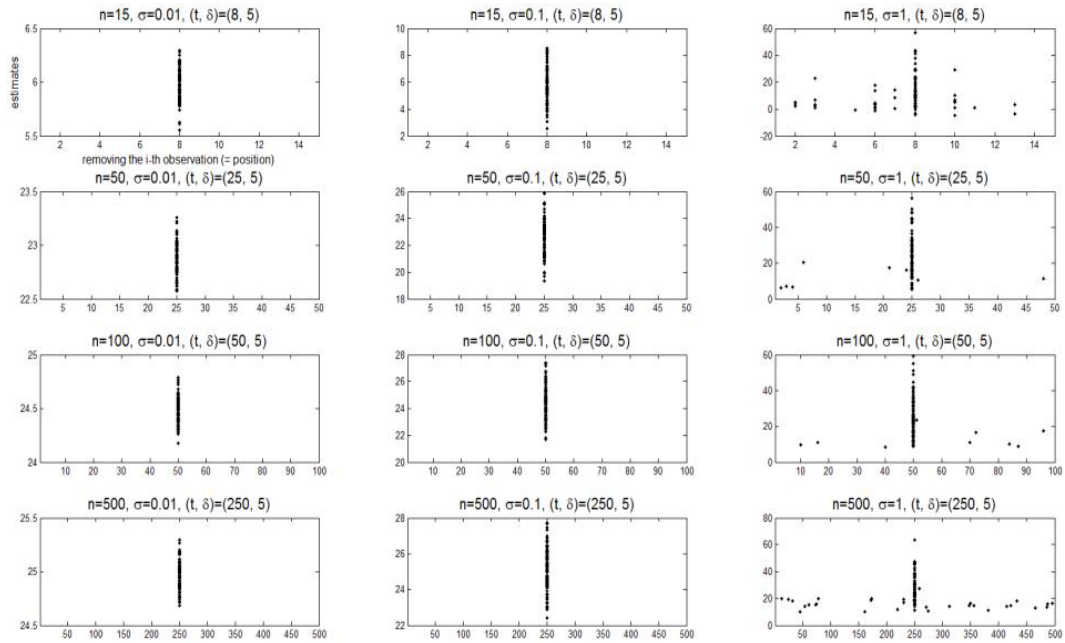 n=15, σ=0.01, (t, δ)=(8, 5)
n=15, σ=0.1, (t, δ)=(8, 5)
n=15, σ=1, (t, δ)=(8, 5)
6.5
6
5.5
estimates
2 4 6 8 10 12 14
removing the i-th observation (= position)
10
8
6
4
2
2 4 6 8 10 12 14
60
40
20
0
-20
2 4 6 8 10 12 14
n=50, σ=0.01, (t, δ)=(25, 5)
n=50, σ=0.1, (t, δ)=(25, 5)
n=50, σ=1, (t, δ)=(25, 5)
23.5
23
22.5
5 10 15 20 25 30 35 40 45 50
26
24
22
20
18
5 10 15 20 25 30 35 40 45 50
60
40
20
0
5 10 15 20 25 30 35 40 45 50
n=100, σ=0.01, (t, δ)=(50, 5)
n=100, σ=0.1, (t, δ)=(50, 5)
n=100, σ=1, (t, δ)=(50, 5)
25
24.5
24
10 20 30 40 50 60 70 80 90 100
28
26
24
22
20
10 20 30 40 50 60 70 80 90 100
60
40
20
0
10 20 30 40 50 60 70 80 90 100
n=500, σ=0.01, (t, δ)=(250, 5)
n=500, σ=0.1, (t, δ)=(250, 5)
n=500, σ=1, (t, δ)=(250, 5)
25.5
25
24.5
50 100 150 200 250 300 350 400 450 500
28
26
24
22
50 100 150 200 250 300 350 400 450 500
80
60
40
20
0
50 100 150 200 250 300 350 400 450 500